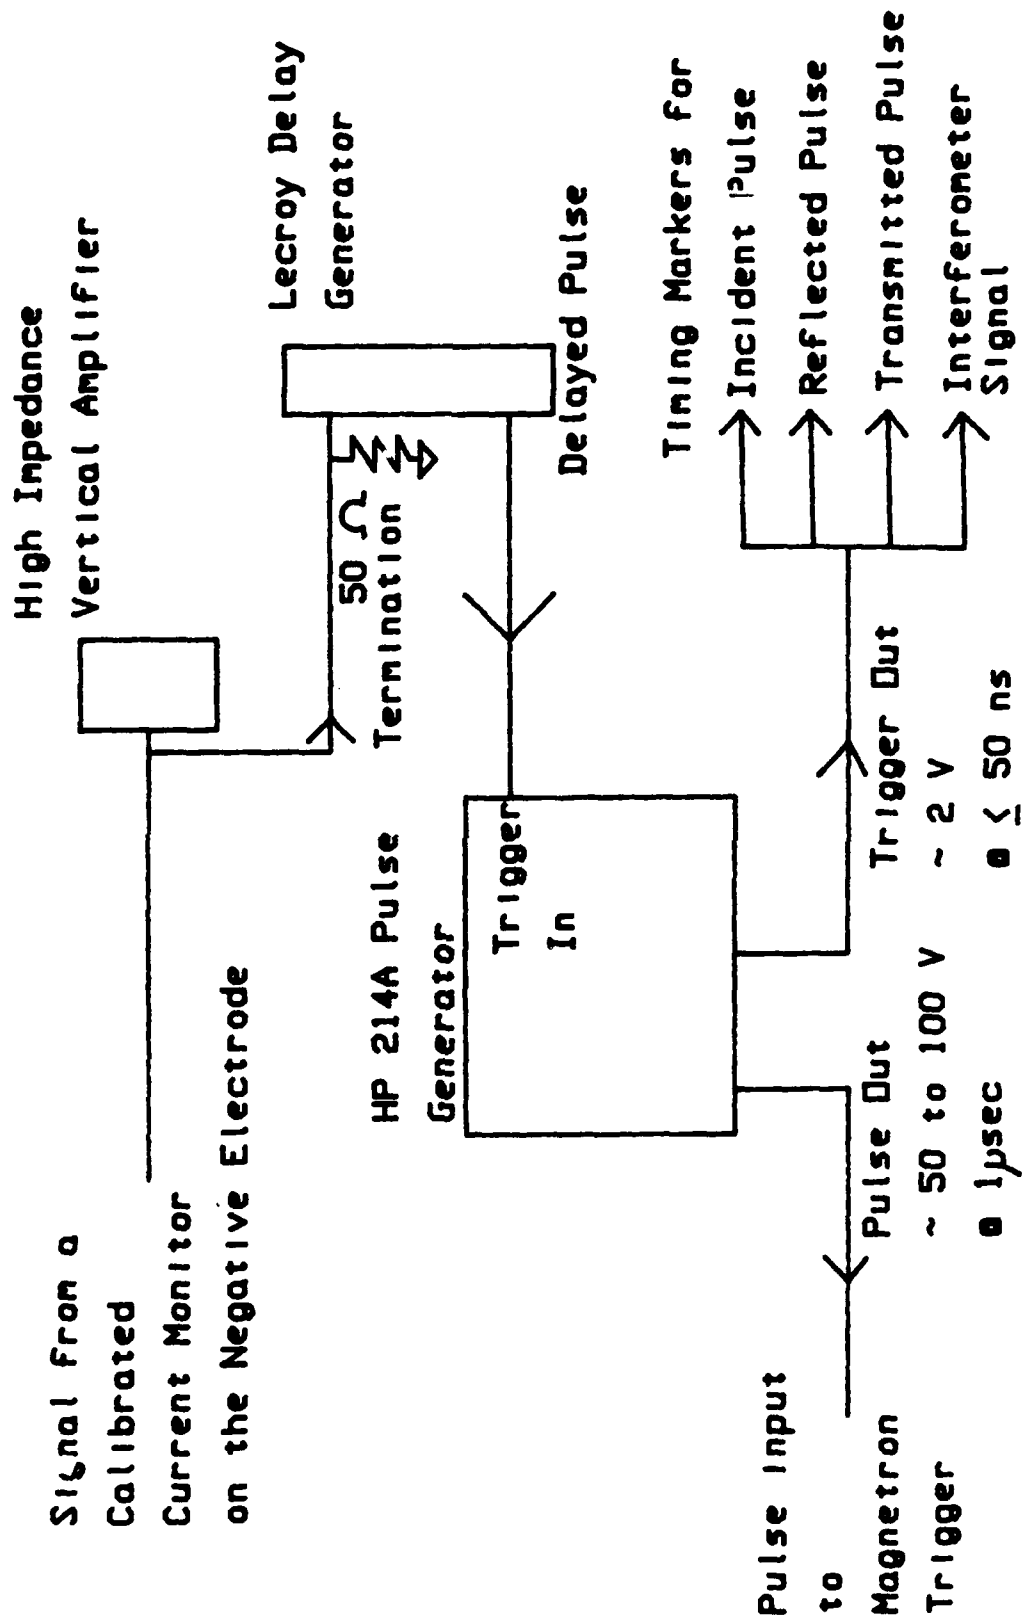 Signal from a
Calibrated
Current Monitor
on the Negative Electrode
High Impedance
Vertical Amplifier
Lecroy Delay
Generator
50 Ω
Termination
Delayed Pulse
HP 214A Pulse
Generator
Trigger
In
Pulse Input
to
Magnetron
Trigger
Pulse Out
~ 50 to 100 V
@ 1μsec
Trigger Out
~ 2 V
@ ≤ 50 ns
Timing Markers for
Incident Pulse
Reflected Pulse
Transmitted Pulse
Interferometer
Signal